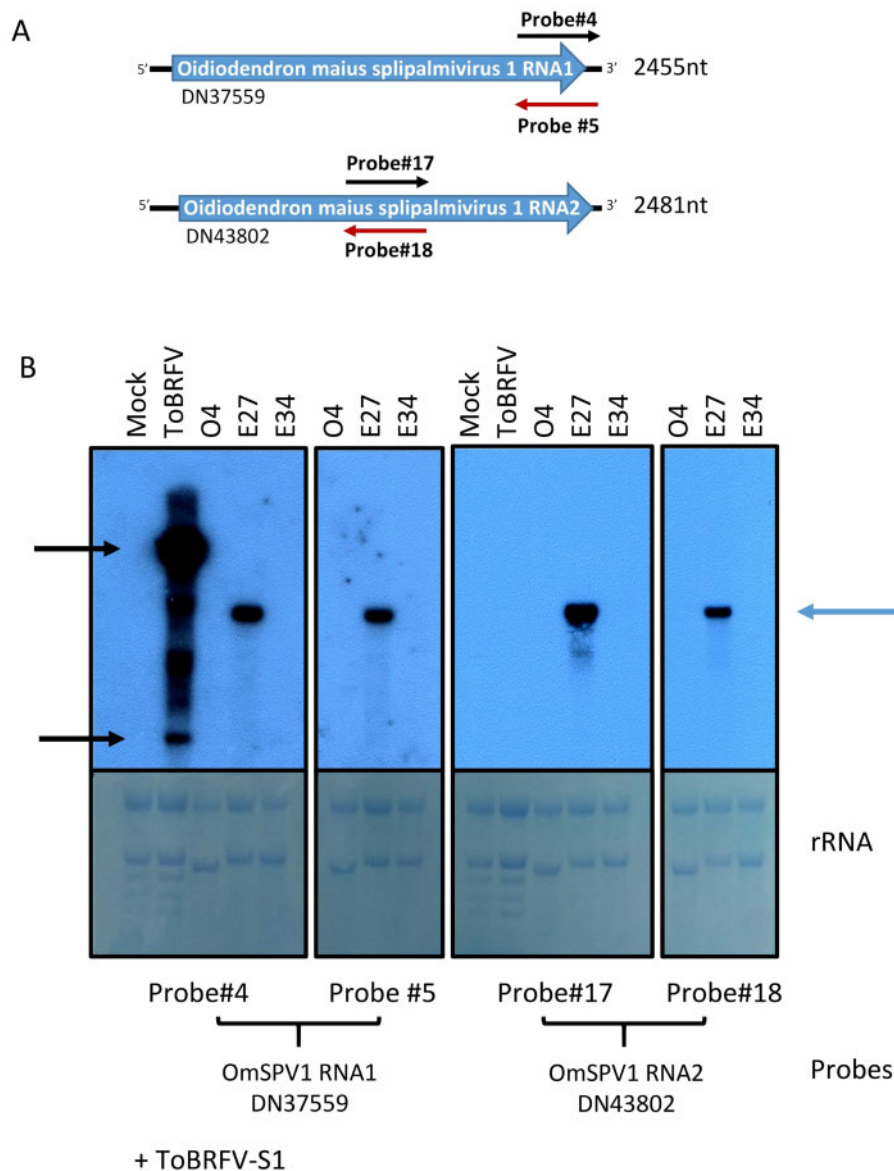 A
Probe#4
5’ Oidiodendron maius splipalmivirus 1 RNA1 3’ 2455nt
DN37559
Probe #5
Probe#17
5’ Oidiodendron maius splipalmivirus 1 RNA2 3’ 2481nt
DN43802
Probe#18
B
Mock ToBRFV O4 E27 E34 O4 E27 E34 Mock ToBRFV O4 E27 E34 O4 E27 E34
rRNA
Probe#4 Probe #5 Probe#17 Probe#18
OmSPV1 RNA1 OmSPV1 RNA2 Probes
DN37559 DN43802
+ ToBRFV-S1